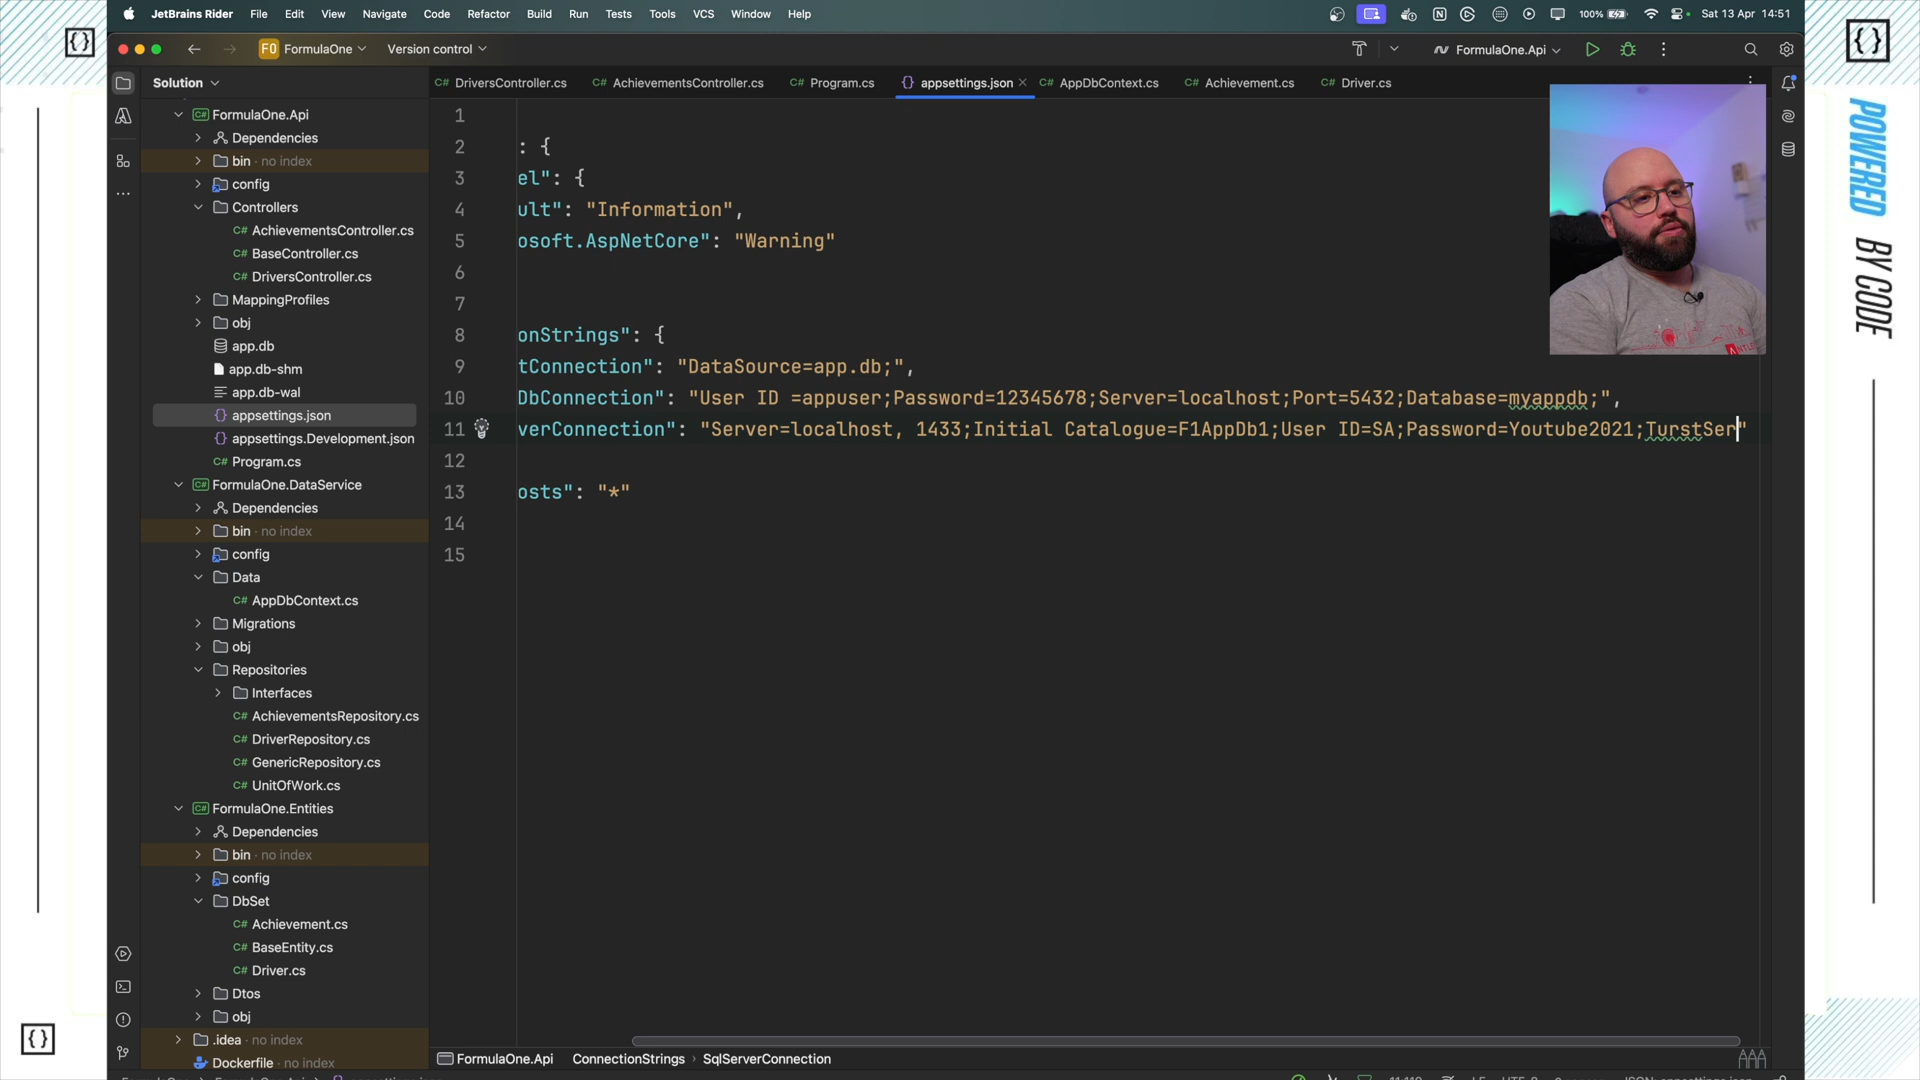 JetBrains Rider File Edit View Navigate Code Refactor Build Run Tests Tools VCS Window Help 100% Sat 13 Apr 14:51
F0 FormulaOne Version control FormulaOne.Api
Solution
DriversController.cs AchievementsController.cs Program.cs appsettings.json AppDbContext.cs Achievement.cs Driver.cs
FormulaOne.Api
Dependencies
bin · no index
config
Controllers
C# AchievementsController.cs
C# BaseController.cs
C# DriversController.cs
MappingProfiles
obj
app.db
app.db-shm
app.db-wal
appsettings.json
appsettings.Development.json
C# Program.cs
FormulaOne.DataService
Dependencies
bin · no index
config
Data
C# AppDbContext.cs
Migrations
obj
Repositories
Interfaces
C# AchievementsRepository.cs
C# DriverRepository.cs
C# GenericRepository.cs
C# UnitOfWork.cs
FormulaOne.Entities
Dependencies
bin · no index
config
DbSet
C# Achievement.cs
C# BaseEntity.cs
C# Driver.cs
Dtos
obj
.idea · no index
Dockerfile · no index
1
2 : {
3 el": {
4 ult": "Information",
5 osoft.AspNetCore": "Warning"
6
7
8 onStrings": {
9 tConnection": "DataSource=app.db;",
10 DbConnection": "User ID =appuser;Password=12345678;Server=localhost;Port=5432;Database=myappdb;",
11 verConnection": "Server=localhost, 1433;Initial Catalogue=F1AppDb1;User ID=SA;Password=Youtube2021;TurstSer"
12
13 osts": "*"
14
15
FormulaOne.Api ConnectionStrings › SqlServerConnection
{}
POWERED BY CODE
{}
{}